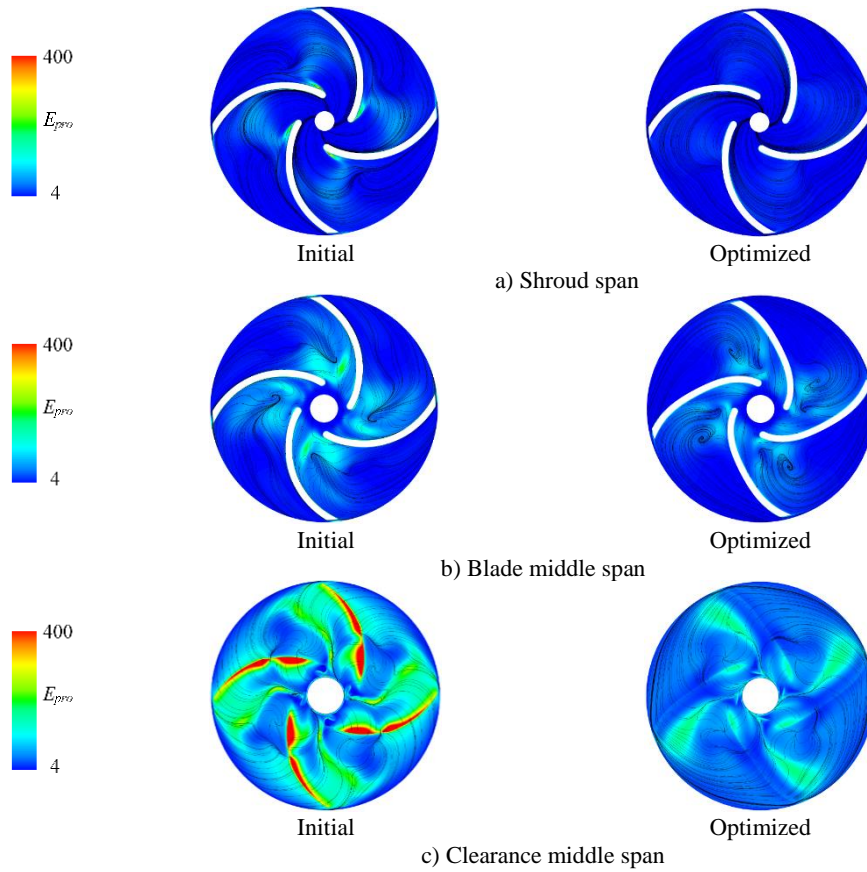 400
E_pro
4
Initial Optimized
a) Shroud span
400
E_pro
4
Initial Optimized
b) Blade middle span
400
E_pro
4
Initial Optimized
c) Clearance middle span